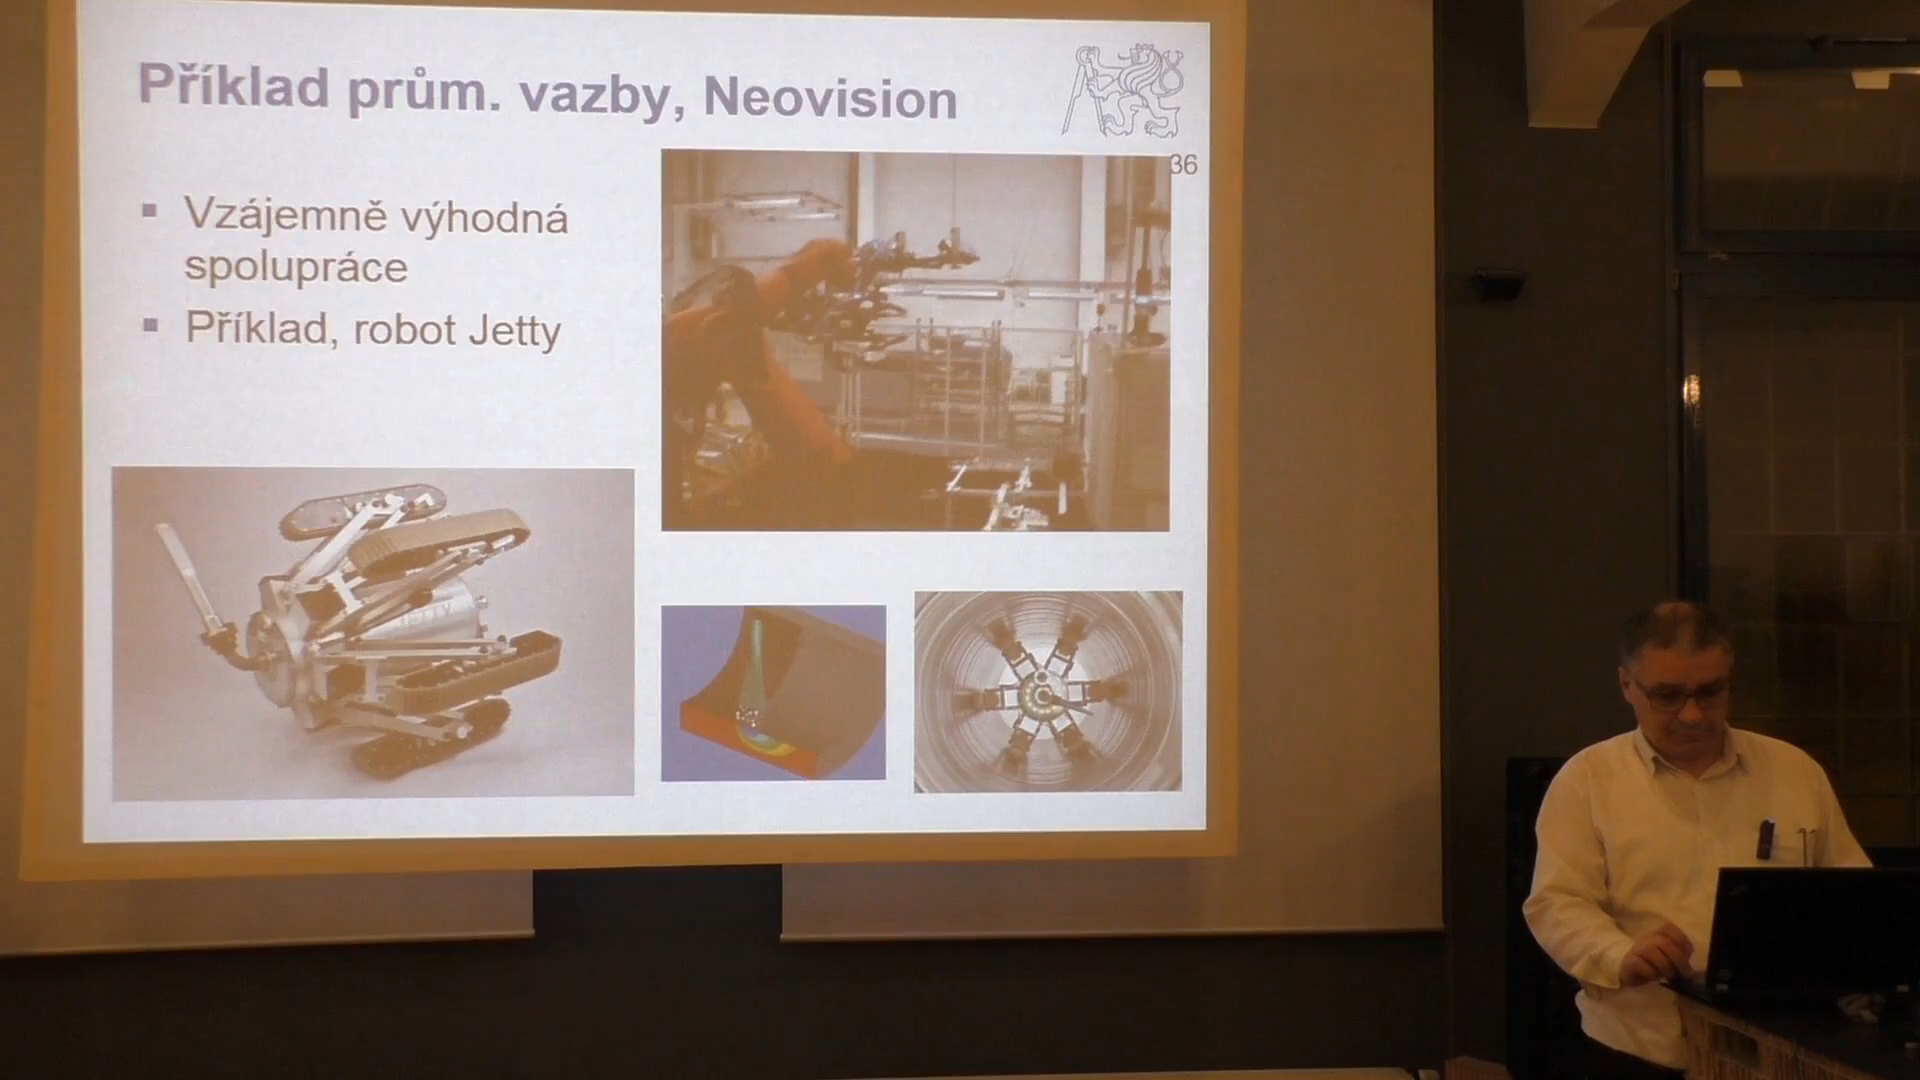 Příklad prům. vazby, Neovision
36
▪ Vzájemně výhodná
spolupráce
▪ Příklad, robot Jetty